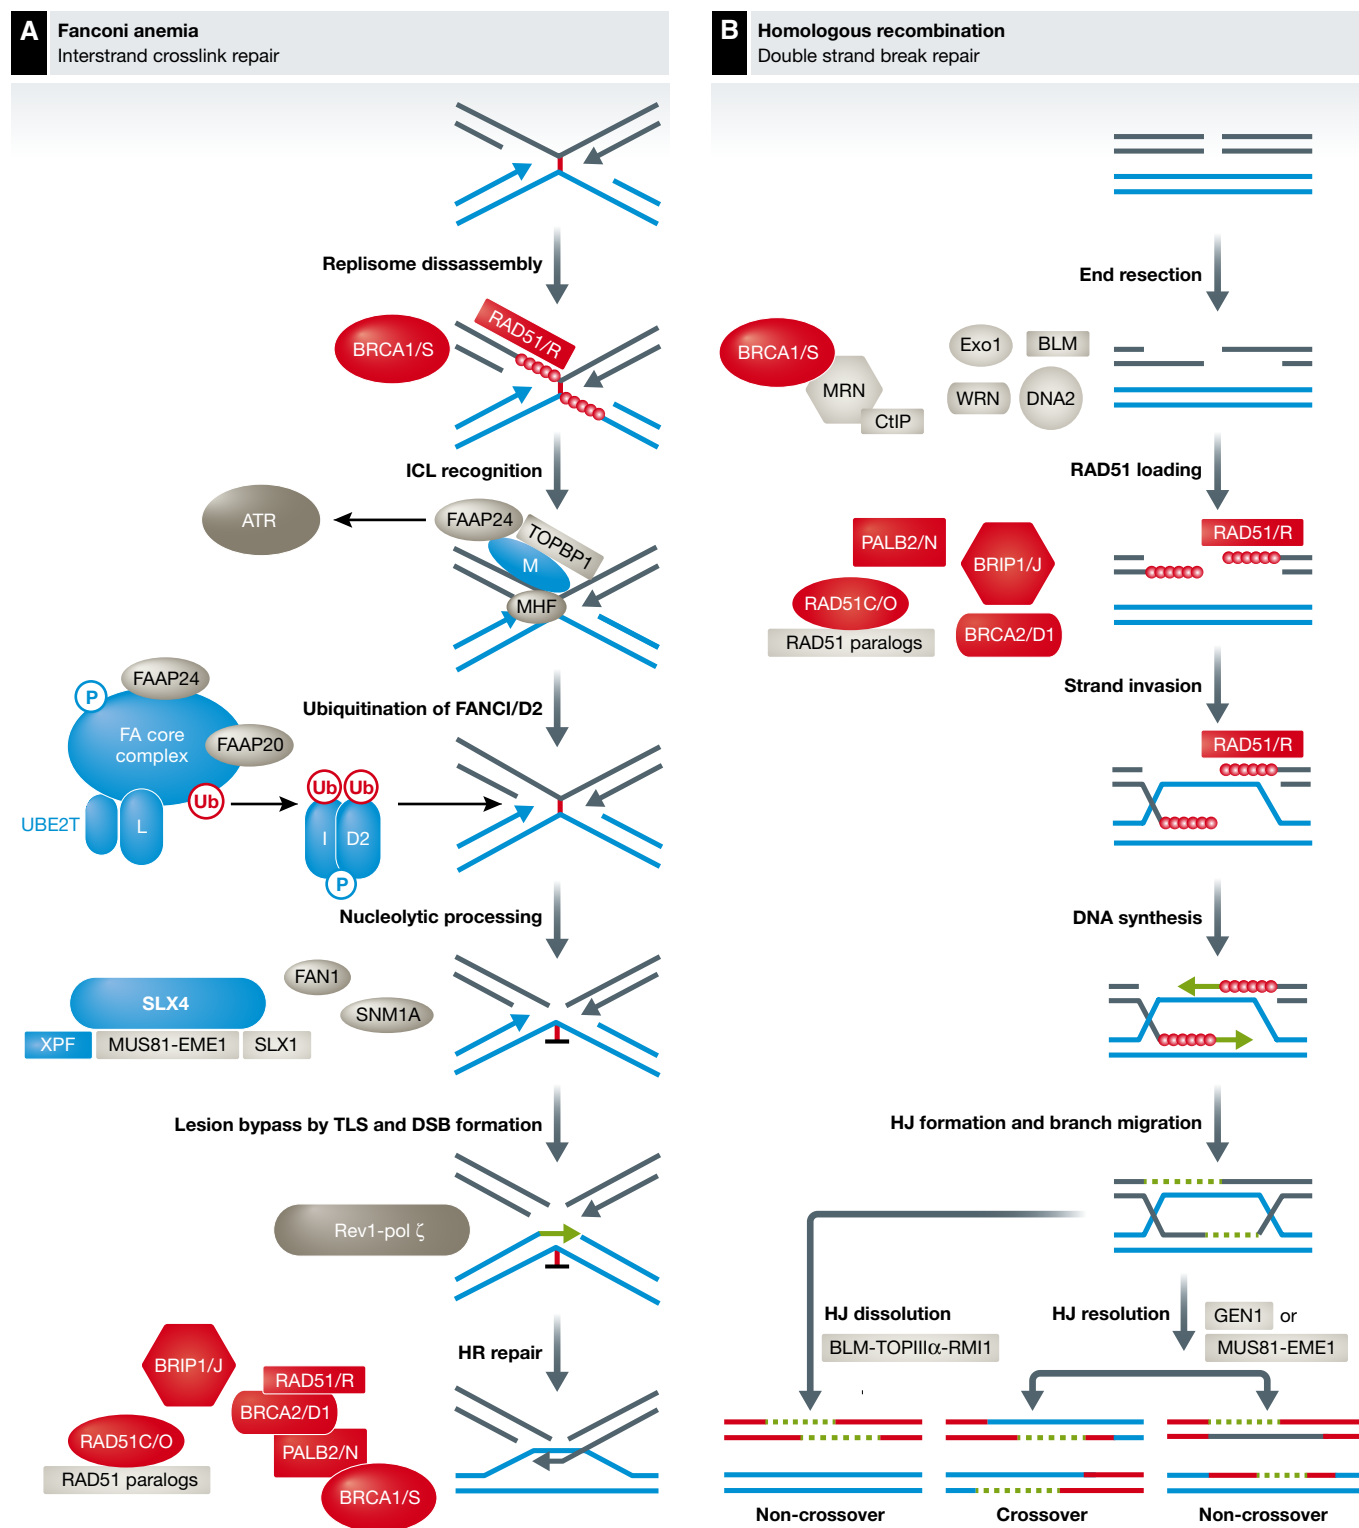 A
Fanconi anemia
Interstrand crosslink repair
Replisome disassembly
BRCA1/S
RAD51/R
ICL recognition
ATR
FAAP24
TOPBP1
M
MHF
Ubiquitination of FANCI/D2
P
FAAP24
FA core
complex
FAAP20
Ub
UBE2T
L
Ub
Ub
I
D2
P
Nucleolytic processing
FAN1
SLX4
SNM1A
XPF
MUS81-EME1
SLX1
Lesion bypass by TLS and DSB formation
Rev1-pol ζ
HR repair
BRIP1/J
RAD51/R
BRCA2/D1
RAD51C/O
PALB2/N
RAD51 paralogs
BRCA1/S
B
Homologous recombination
Double strand break repair
End resection
BRCA1/S
MRN
CtIP
Exo1
BLM
WRN
DNA2
RAD51 loading
PALB2/N
BRIP1/J
RAD51/R
RAD51C/O
RAD51 paralogs
BRCA2/D1
Strand invasion
RAD51/R
DNA synthesis
HJ formation and branch migration
HJ dissolution
BLM-TOPIIIα-RMI1
HJ resolution
GEN1 or
MUS81-EME1
Non-crossover
Crossover
Non-crossover